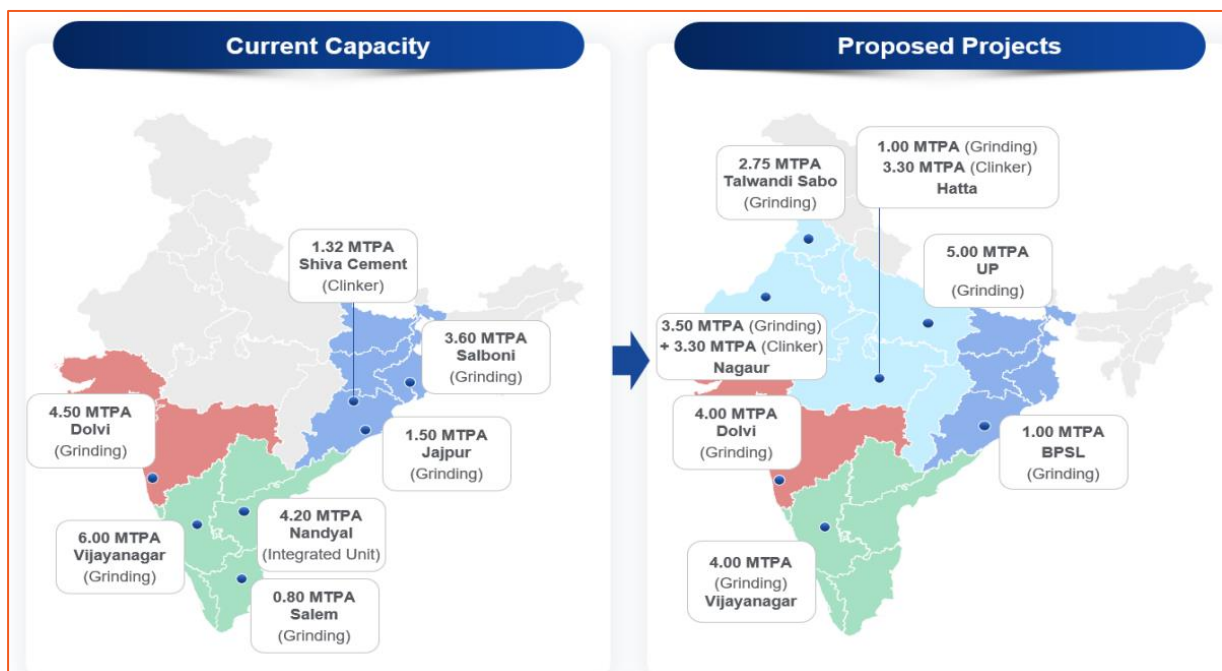 Current Capacity
1.32 MTPA
Shiva Cement
(Clinker)
3.60 MTPA
Salboni
(Grinding)
4.50 MTPA
Dolvi
(Grinding)
1.50 MTPA
Jajpur
(Grinding)
6.00 MTPA
Vijayanagar
(Grinding)
4.20 MTPA
Nandyal
(Integrated Unit)
0.80 MTPA
Salem
(Grinding)
Proposed Projects
2.75 MTPA
Talwandi Sabo
(Grinding)
1.00 MTPA (Grinding)
3.30 MTPA (Clinker)
Hatta
5.00 MTPA
UP
(Grinding)
3.50 MTPA (Grinding)
+ 3.30 MTPA (Clinker)
Nagaur
4.00 MTPA
Dolvi
(Grinding)
1.00 MTPA
BPSL
(Grinding)
4.00 MTPA
(Grinding)
Vijayanagar